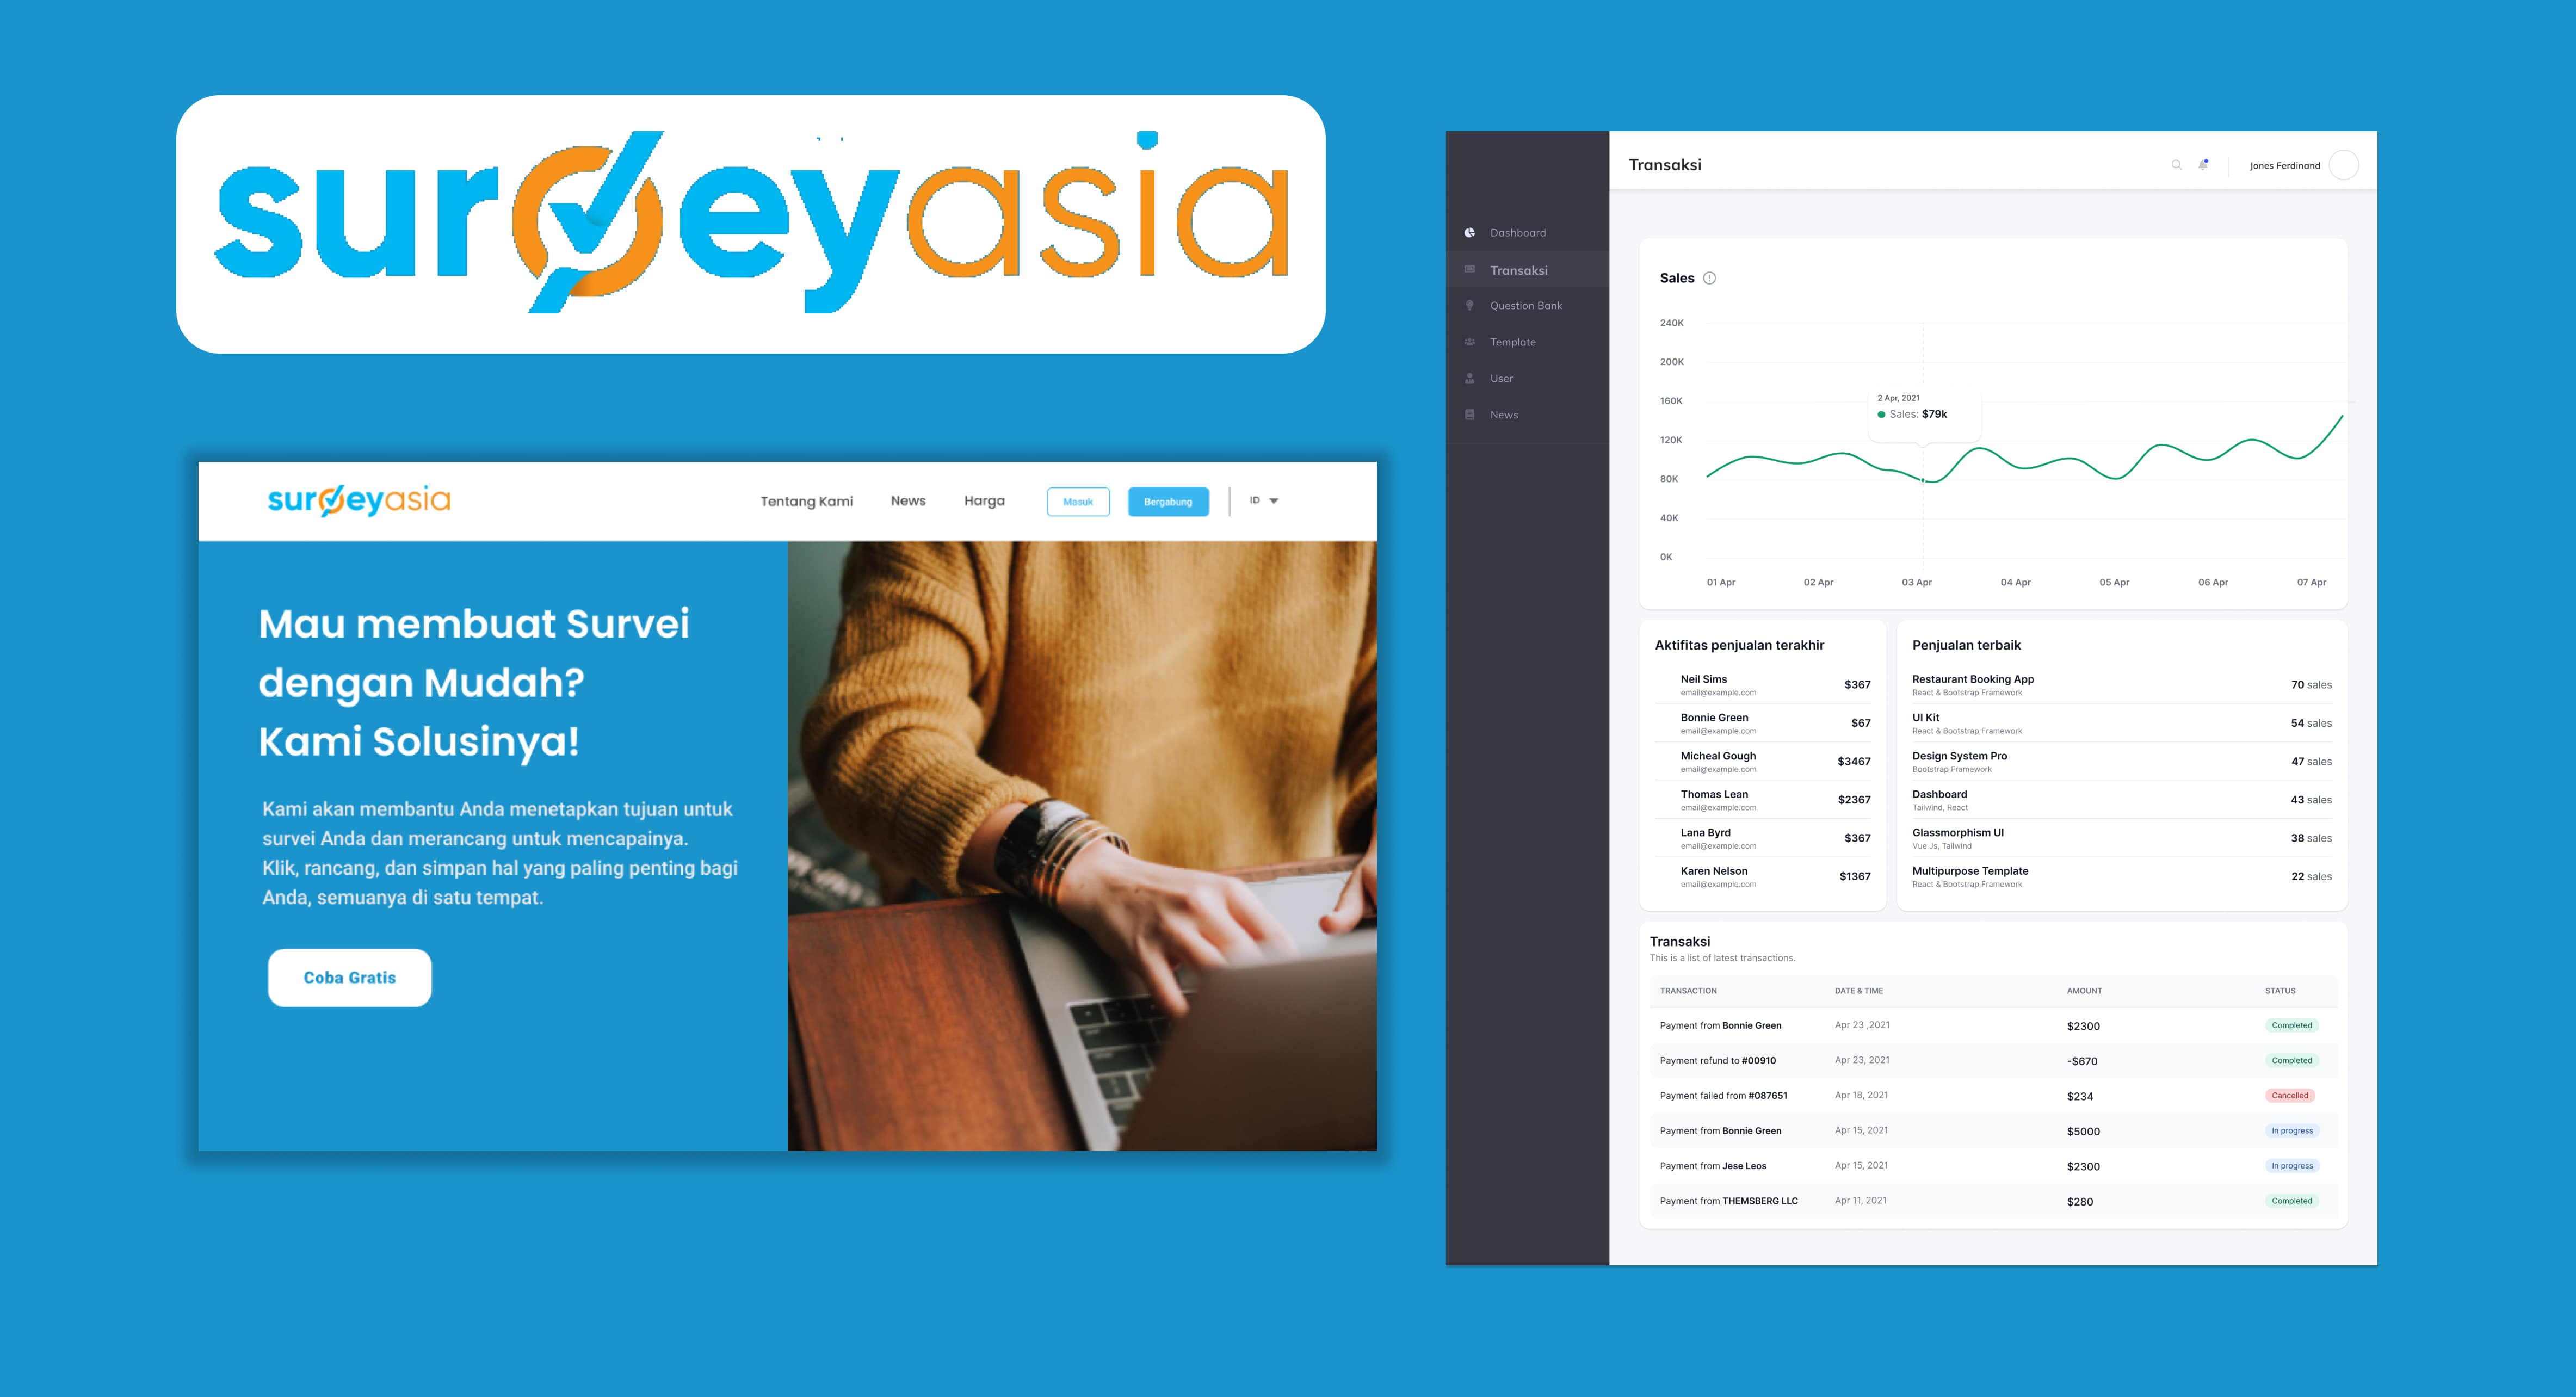 surveyasia
surveyasia
Tentang Kami
News
Harga
Masuk
Bergabung
ID
Mau membuat Survei
dengan Mudah?
Kami Solusinya!
Kami akan membantu Anda menetapkan tujuan untuk
survei Anda dan merancang untuk mencapainya.
Klik, rancang, dan simpan hal yang paling penting bagi
Anda, semuanya di satu tempat.
Coba Gratis
Dashboard
Transaksi
Question Bank
Template
User
News
Transaksi
Jones Ferdinand
Sales
240K
200K
160K
120K
80K
40K
0K
2 Apr, 2021
Sales: $79k
01 Apr 02 Apr 03 Apr 04 Apr 05 Apr 06 Apr 07 Apr
Aktifitas penjualan terakhir
Neil Sims $367
email@example.com
Bonnie Green $67
email@example.com
Micheal Gough $3467
email@example.com
Thomas Lean $2367
email@example.com
Lana Byrd $367
email@example.com
Karen Nelson $1367
email@example.com
Penjualan terbaik
Restaurant Booking App 70 sales
React & Bootstrap Framework
UI Kit 54 sales
React & Bootstrap Framework
Design System Pro 47 sales
Bootstrap Framework
Dashboard 43 sales
Tailwind, React
Glassmorphism UI 38 sales
Vue Js, Tailwind
Multipurpose Template 22 sales
React & Bootstrap Framework
Transaksi
This is a list of latest transactions.
TRANSACTION DATE & TIME AMOUNT STATUS
Payment from Bonnie Green Apr 23 ,2021 $2300 Completed
Payment refund to #00910 Apr 23, 2021 -$670 Completed
Payment failed from #087651 Apr 18, 2021 $234 Cancelled
Payment from Bonnie Green Apr 15, 2021 $5000 In progress
Payment from Jese Leos Apr 15, 2021 $2300 In progress
Payment from THEMSBERG LLC Apr 11, 2021 $280 Completed